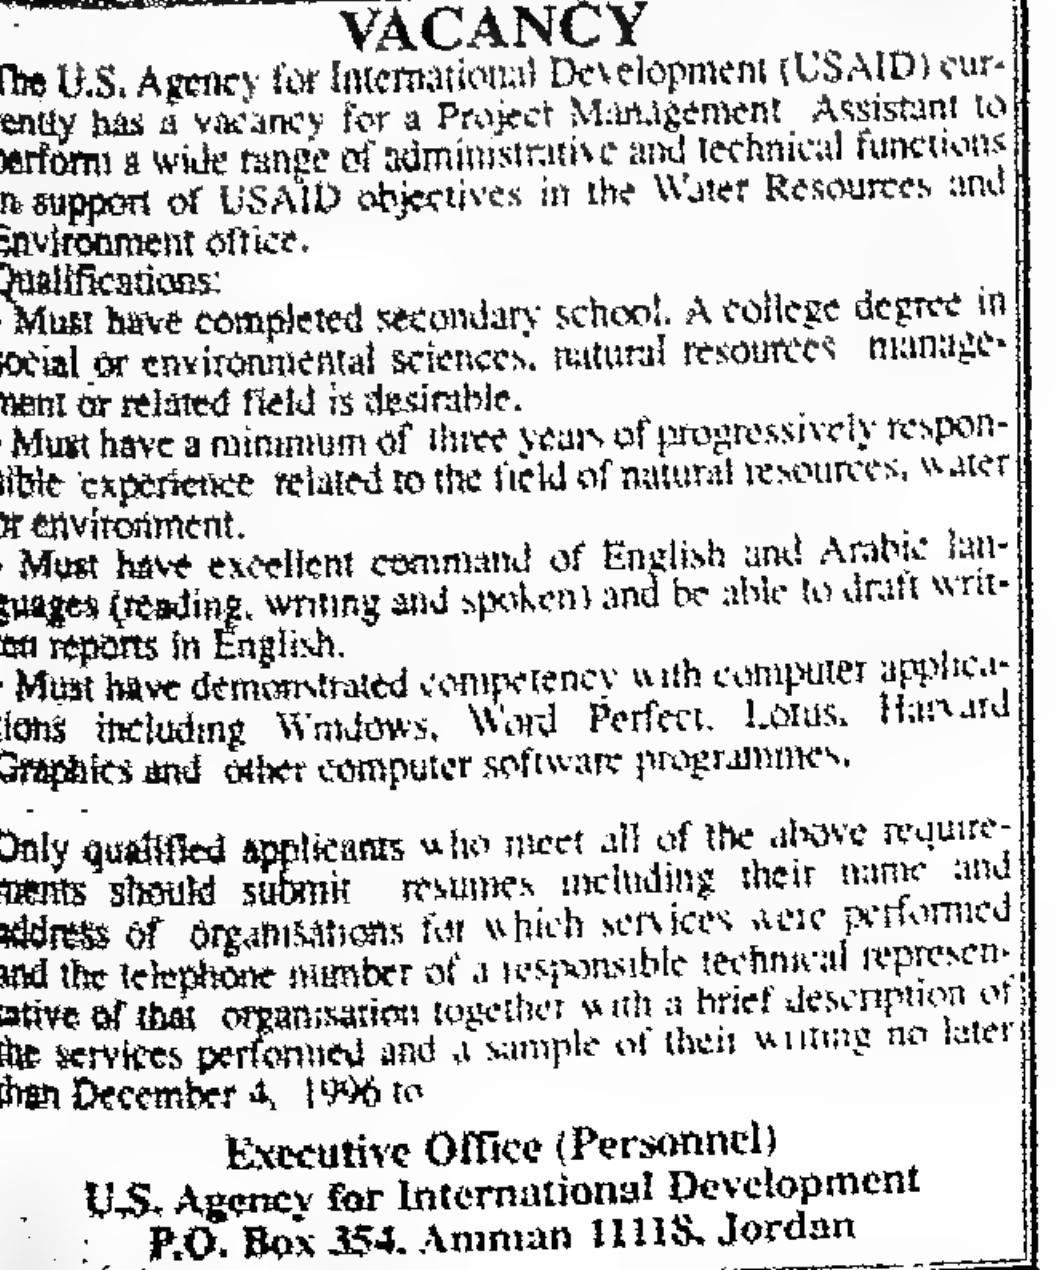 VACANCY
The U.S. Agency for International Development (USAID) cur-
rently has a vacancy for a Project Management Assistant to
perform a wide range of administrative and technical functions
in support of USAID objectives in the Water Resources and
Environment office.
Qualifications:
- Must have completed secondary school. A college degree in
social or environmental sciences, natural resources manage-
ment or related field is desirable.
- Must have a minimum of three years of progressively respon-
sible experience related to the field of natural resources, water
or environment.
- Must have excellent command of English and Arabic lan-
guages (reading, writing and spoken) and be able to draft writ-
ten reports in English.
- Must have demonstrated competency with computer applica-
tions including Windows, Word Perfect, Lotus, Harvard
Graphics and other computer software programmes.
Only qualified applicants who meet all of the above require-
ments should submit resumes including their name and
address of organisations for which services were performed
and the telephone number of a responsible technical represen-
tative of that organisation together with a brief description of
the services performed and a sample of their writing no later
than December 4, 1996 to
Executive Office (Personnel)
U.S. Agency for International Development
P.O. Box 354, Amman 11118, Jordan